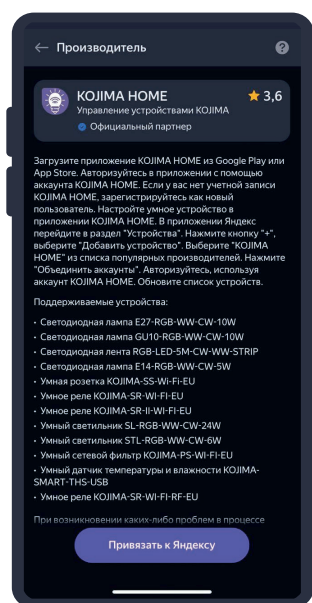 Производитель
KOJIMA HOME
3,6
Управление устройствами KOJIMA
Официальный партнер
Загрузите приложение KOJIMA HOME из Google Play или
App Store. Авторизуйтесь в приложении с помощью
аккаунта KOJIMA HOME. Если у вас нет учетной записи
KOJIMA HOME, зарегистрируйтесь как новый
пользователь. Настройте умное устройство в
приложении KOJIMA HOME. В приложении Яндекс
перейдите в раздел "Устройства". Нажмите кнопку "+",
выберите "Добавить устройство". Выберите "KOJIMA
HOME" из списка популярных производителей. Нажмите
"Объединить аккаунты". Авторизуйтесь, используя
аккаунт KOJIMA HOME. Обновите список устройств.
Поддерживаемые устройства:
• Светодиодная лампа E27-RGB-WW-CW-10W
• Светодиодная лампа GU10-RGB-WW-CW-10W
• Светодиодная лента RGB-LED-5M-CW-WW-STRIP
• Светодиодная лампа E14-RGB-WW-CW-5W
• Умная розетка KOJIMA-SS-Wi-Fi-EU
• Умное реле KOJIMA-SR-WI-FI-EU
• Умное реле KOJIMA-SR-II-WI-FI-EU
• Умный светильник SL-RGB-WW-CW-24W
• Умный светильник STL-RGB-WW-CW-6W
• Умный сетевой фильтр KOJIMA-PS-WI-FI-EU
• Умный датчик температуры и влажности KOJIMA-
SMART-THS-USB
• Умное реле KOJIMA-SR-WI-FI-RF-EU
При возникновении каких-либо проблем в процессе
Привязать к Яндексу